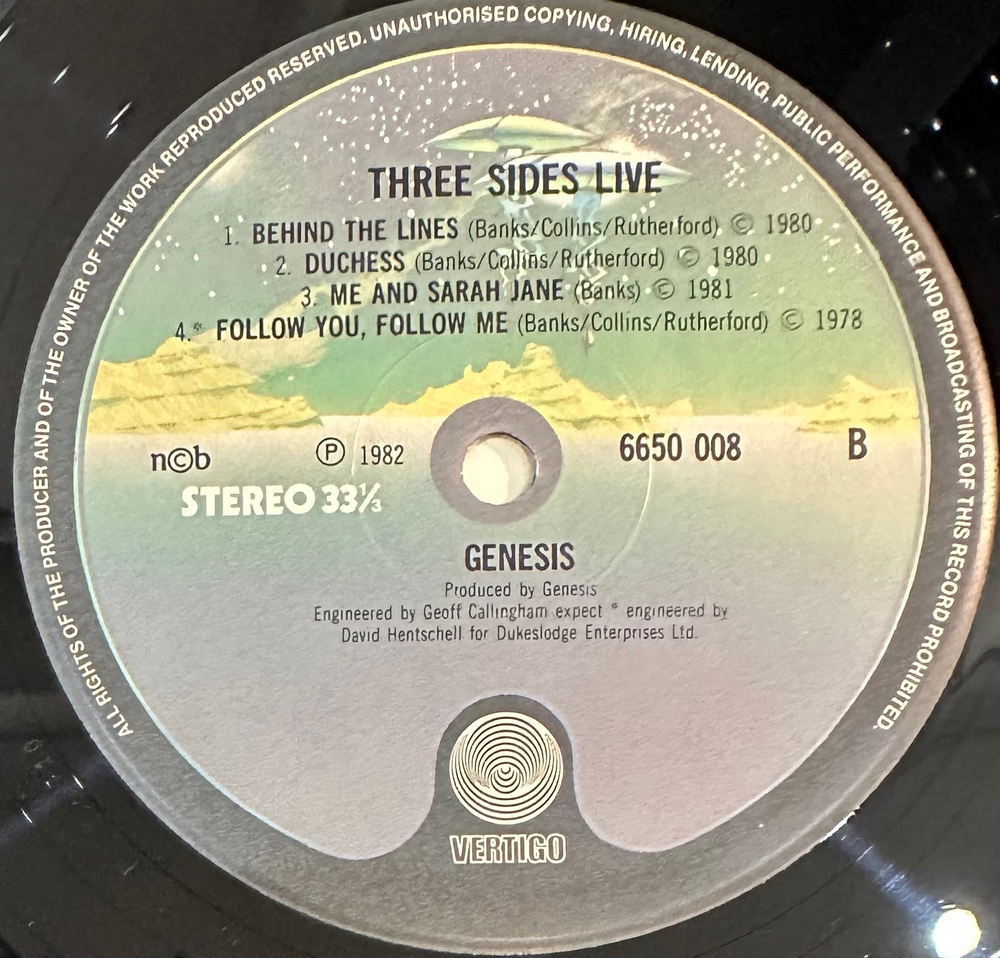 ALL RIGHTS OF THE PRODUCER AND OF THE OWNER OF THE WORK REPRODUCED RESERVED. UNAUTHORISED COPYING, HIRING, LENDING, PUBLIC PERFORMANCE AND BROADCASTING OF THIS RECORD PROHIBITED.
THREE SIDES LIVE
1. BEHIND THE LINES (Banks/Collins/Rutherford) © 1980
2. DUCHESS (Banks/Collins/Rutherford) © 1980
3. ME AND SARAH JANE (Banks) © 1981
4.* FOLLOW YOU, FOLLOW ME (Banks/Collins/Rutherford) © 1978
n©b ℗ 1982 6650 008 B
STEREO 33⅓
GENESIS
Produced by Genesis
Engineered by Geoff Callingham expect * engineered by
David Hentschell for Dukeslodge Enterprises Ltd.
VERTIGO